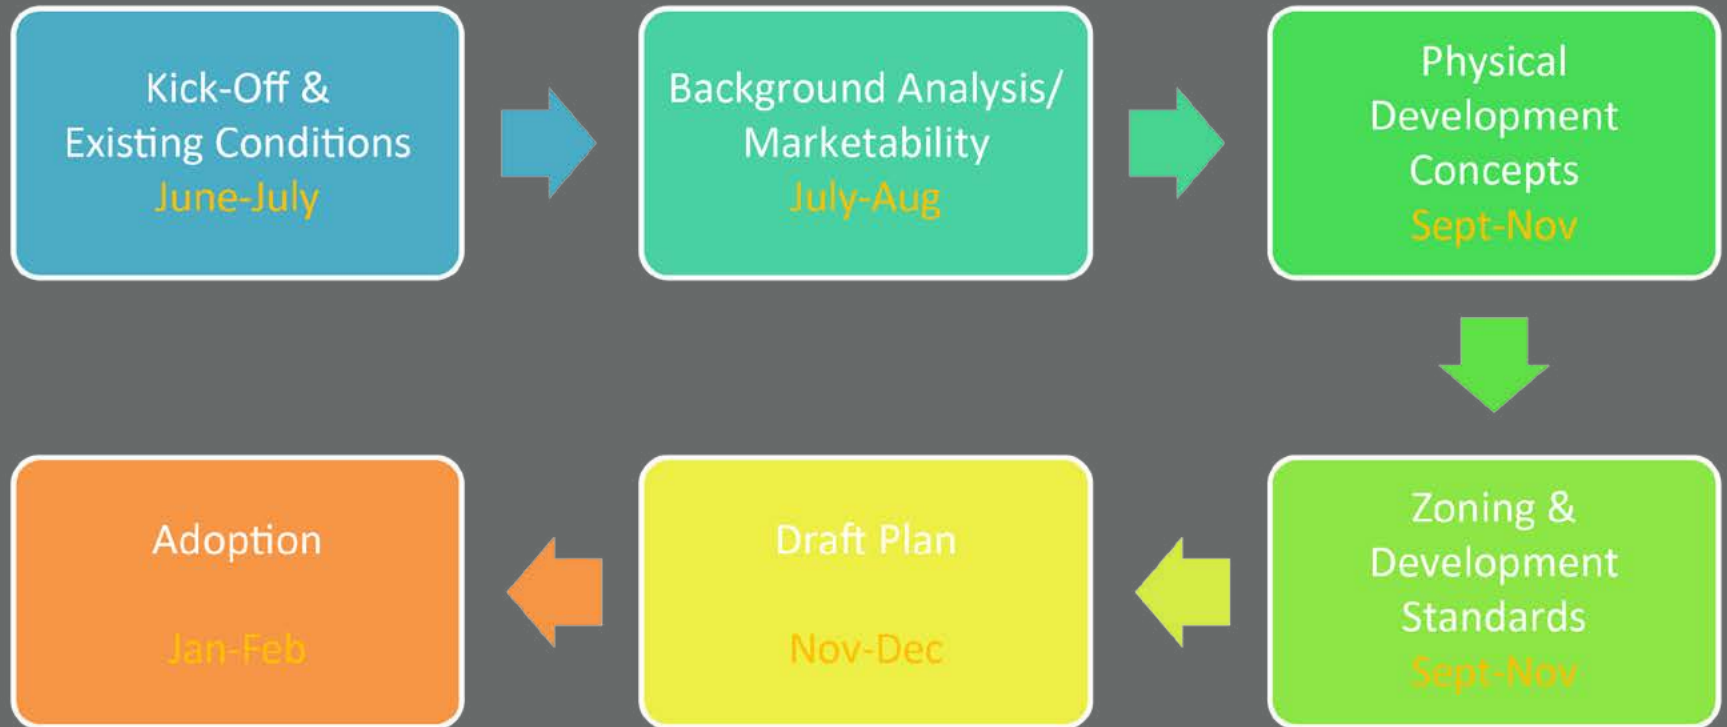 Kick-Off &
Existing Conditions
June-July
Background Analysis/
Marketability
July-Aug
Physical
Development
Concepts
Sept-Nov
Zoning &
Development
Standards
Sept-Nov
Draft Plan
Nov-Dec
Adoption
Jan-Feb